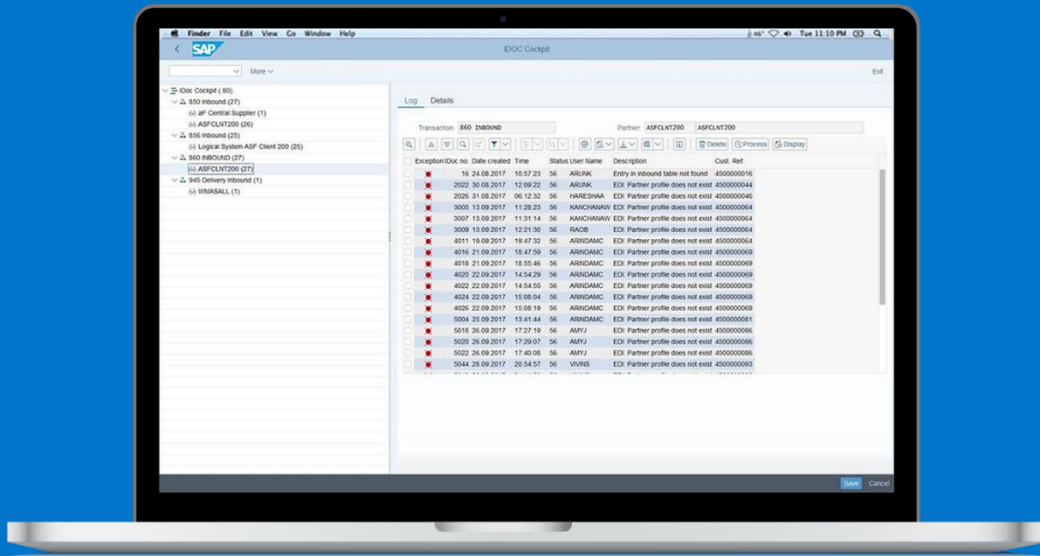 Finder File Edit View Go Window Help 46° Tue 11:10 PM
SAP IDOC Cockpit
More Exit
IDoc Cockpit ( 80)
850 inbound (27)
aF Central Supplier (1)
ASFCLNT200 (26)
856 Inbound (25)
Logical System ASF Client 200 (25)
860 INBOUND (27)
ASFCLNT200 (27)
945 Delivery Inbound (1)
WMASALL (1)
Log Details
Transaction 860 INBOUND Partner ASFCLNT200 ASFCLNT200
Delete Process Display
Exception IDoc no. Date created Time Status User Name Description Cust. Ref.
16 24.08.2017 10:57:23 56 ARUNK Entry in inbound table not found 4500000016
2022 30.08.2017 12:09:22 56 ARUNK EDI: Partner profile does not exist 4500000044
2026 31.08.2017 06:12:32 56 HARESHAA EDI: Partner profile does not exist 4500000046
3005 13.09.2017 11:28:23 56 KANCHANAW EDI: Partner profile does not exist 4500000064
3007 13.09.2017 11:31:14 56 KANCHANAW EDI: Partner profile does not exist 4500000064
3009 13.09.2017 12:21:30 56 RAOB EDI: Partner profile does not exist 4500000064
4011 19.09.2017 19:47:32 56 ARINDAMC EDI: Partner profile does not exist 4500000064
4016 21.09.2017 18:47:59 56 ARINDAMC EDI: Partner profile does not exist 4500000069
4018 21.09.2017 18:55:46 56 ARINDAMC EDI: Partner profile does not exist 4500000069
4020 22.09.2017 14:54:29 56 ARINDAMC EDI: Partner profile does not exist 4500000069
4022 22.09.2017 14:54:55 56 ARINDAMC EDI: Partner profile does not exist 4500000069
4024 22.09.2017 15:08:04 56 ARINDAMC EDI: Partner profile does not exist 4500000069
4026 22.09.2017 15:08:19 56 ARINDAMC EDI: Partner profile does not exist 4500000069
5004 25.09.2017 13:41:44 56 ARINDAMC EDI: Partner profile does not exist 4500000081
5018 26.09.2017 17:27:19 56 AMYJ EDI: Partner profile does not exist 4500000086
5020 26.09.2017 17:29:07 56 AMYJ EDI: Partner profile does not exist 4500000086
5022 26.09.2017 17:40:08 56 AMYJ EDI: Partner profile does not exist 4500000086
5044 28.09.2017 20:54:57 56 VIVINS EDI: Partner profile does not exist 4500000093
Save Cancel